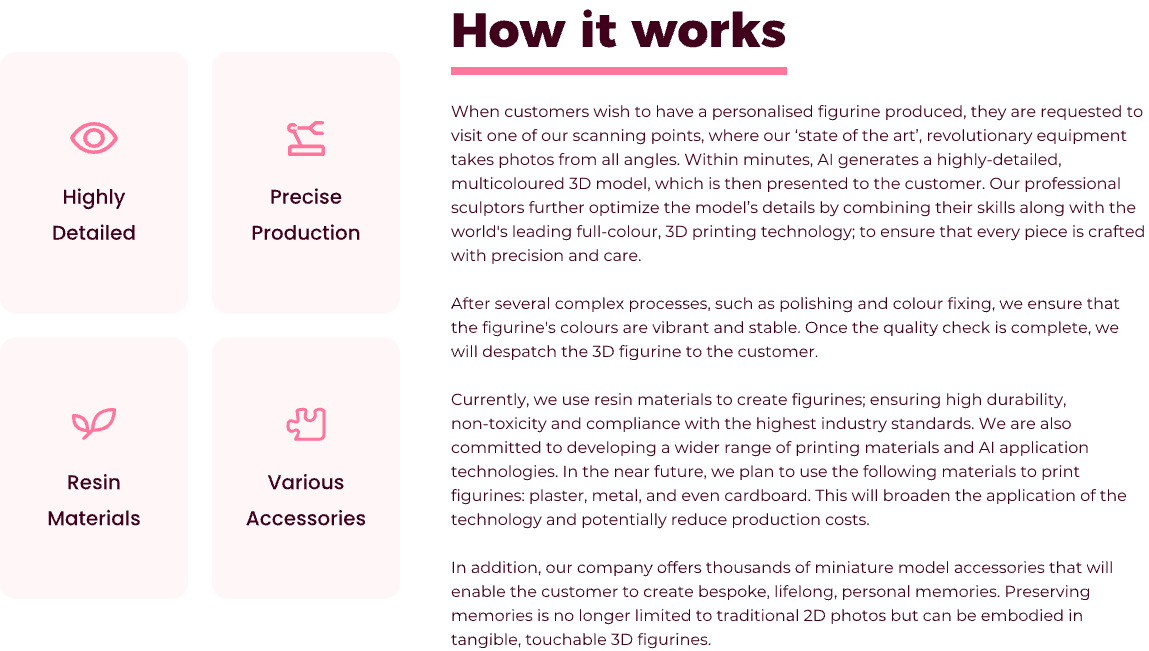 How it works
Highly
Detailed
Precise
Production
Resin
Materials
Various
Accessories
When customers wish to have a personalised figurine produced, they are requested to
visit one of our scanning points, where our ‘state of the art’, revolutionary equipment
takes photos from all angles. Within minutes, AI generates a highly-detailed,
multicoloured 3D model, which is then presented to the customer. Our professional
sculptors further optimize the model’s details by combining their skills along with the
world's leading full-colour, 3D printing technology; to ensure that every piece is crafted
with precision and care.
After several complex processes, such as polishing and colour fixing, we ensure that
the figurine's colours are vibrant and stable. Once the quality check is complete, we
will despatch the 3D figurine to the customer.
Currently, we use resin materials to create figurines; ensuring high durability,
non-toxicity and compliance with the highest industry standards. We are also
committed to developing a wider range of printing materials and AI application
technologies. In the near future, we plan to use the following materials to print
figurines: plaster, metal, and even cardboard. This will broaden the application of the
technology and potentially reduce production costs.
In addition, our company offers thousands of miniature model accessories that will
enable the customer to create bespoke, lifelong, personal memories. Preserving
memories is no longer limited to traditional 2D photos but can be embodied in
tangible, touchable 3D figurines.